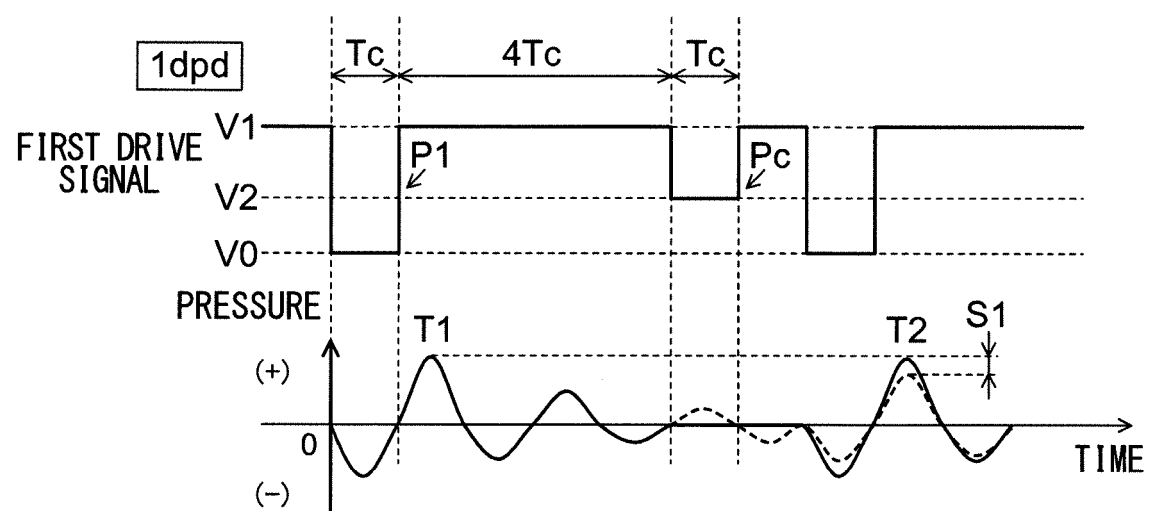 1dpd
Tc 4Tc Tc
V1
FIRST DRIVE
SIGNAL
P1 Pc
V2
V0
PRESSURE
T1 T2 S1
(+)
0
TIME
(−)